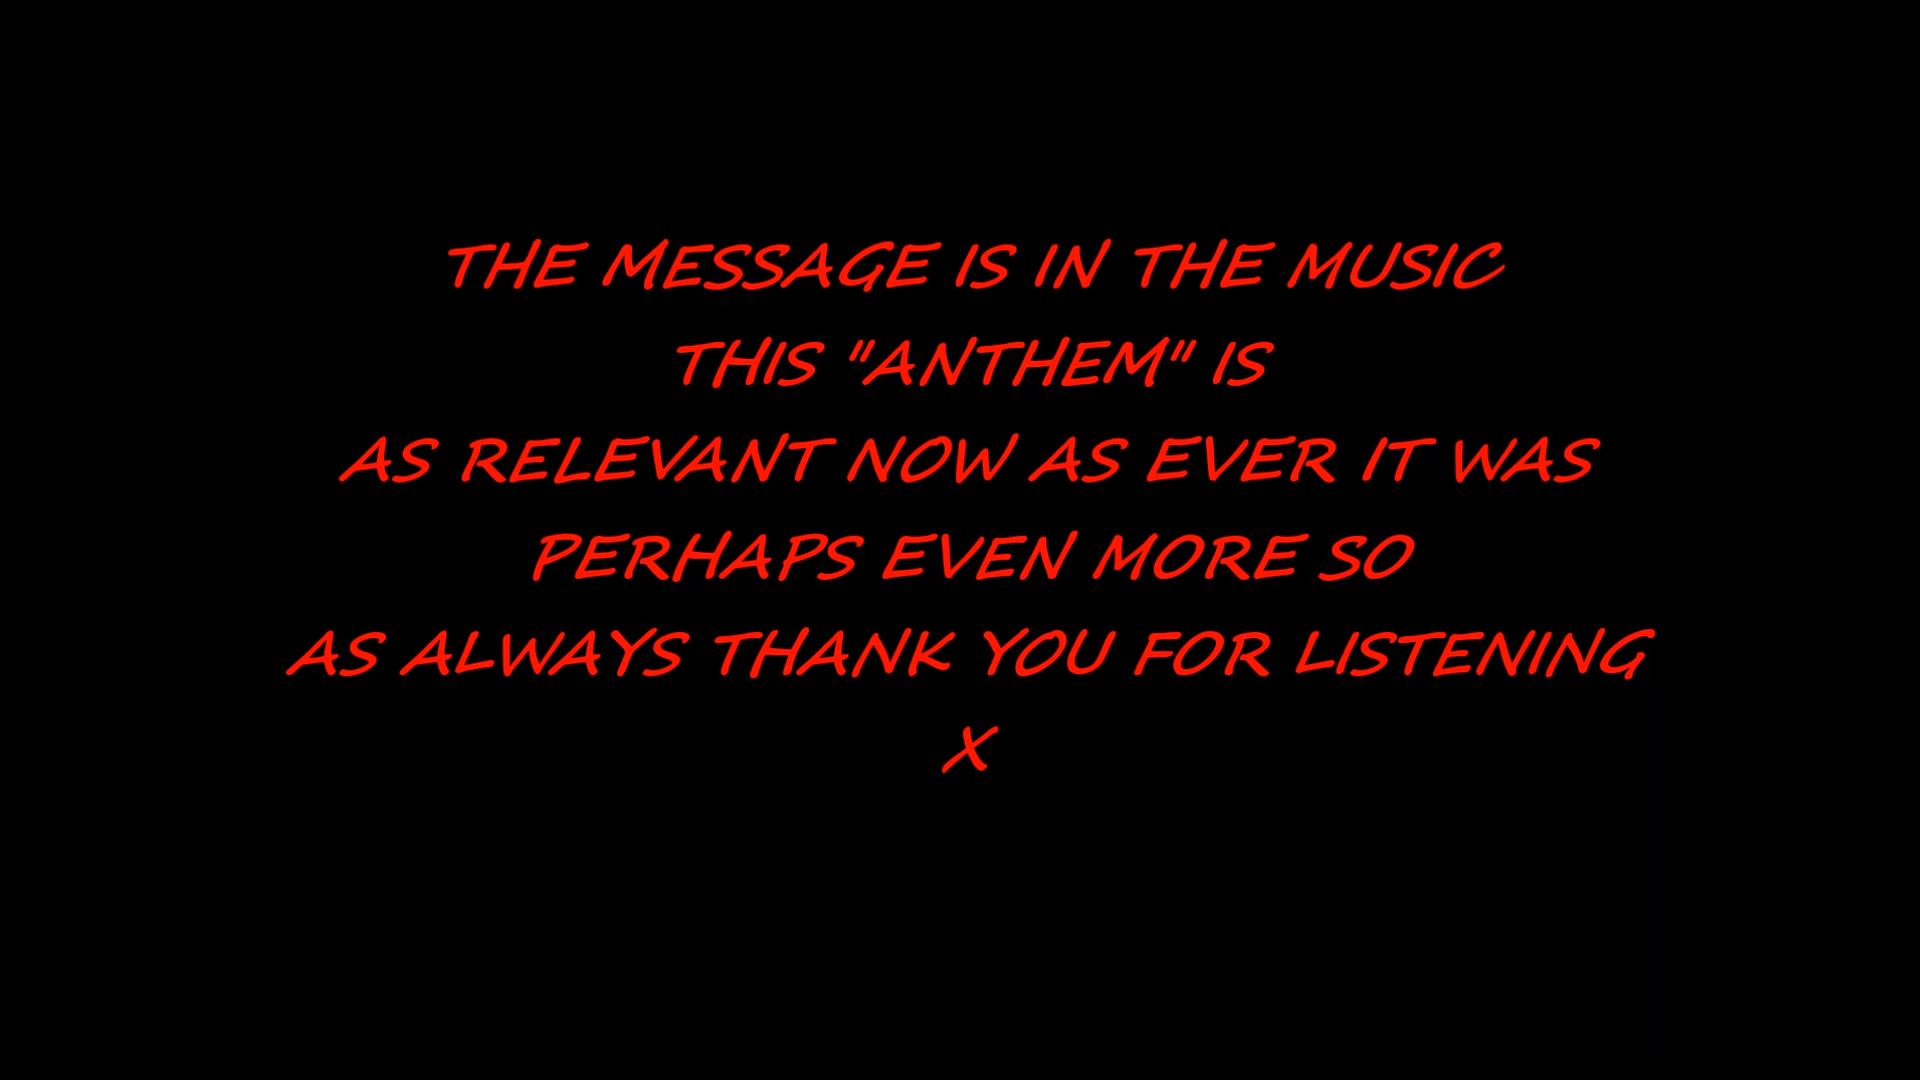 THE MESSAGE IS IN THE MUSIC
THIS "ANTHEM" IS
AS RELEVANT NOW AS EVER IT WAS
PERHAPS EVEN MORE SO
AS ALWAYS THANK YOU FOR LISTENING
X